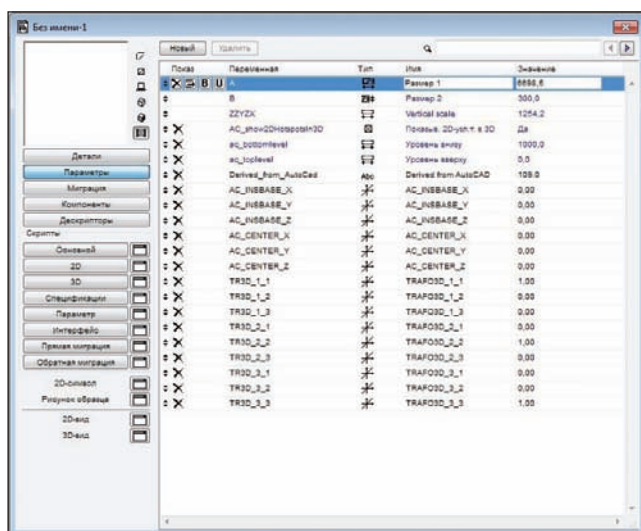 Без имени-1
Новый Удалить
Показ Переменная Тип Имя Значение
B U A Размер 1 6698,6
B Размер 2 300,0
ZZYZX Vertical scale 1254,2
AC_show2DHotspotsIn3D Показыв. 2D-узл.т. в 3D Да
ac_bottomlevel Уровень внизу 1000,0
ac_toplevel Уровень вверху 0,0
Derived_from_AutoCad Abc Derived from AutoCAD 109.0
AC_INSBASE_X AC_INSBASE_X 0,00
AC_INSBASE_Y AC_INSBASE_Y 0,00
AC_INSBASE_Z AC_INSBASE_Z 0,00
AC_CENTER_X AC_CENTER_X 0,00
AC_CENTER_Y AC_CENTER_Y 0,00
AC_CENTER_Z AC_CENTER_Z 0,00
TR3D_1_1 TRAFO3D_1_1 1,00
TR3D_1_2 TRAFO3D_1_2 0,00
TR3D_1_3 TRAFO3D_1_3 0,00
TR3D_2_1 TRAFO3D_2_1 0,00
TR3D_2_2 TRAFO3D_2_2 1,00
TR3D_2_3 TRAFO3D_2_3 0,00
TR3D_3_1 TRAFO3D_3_1 0,00
TR3D_3_2 TRAFO3D_3_2 0,00
TR3D_3_3 TRAFO3D_3_3 1,00
Детали
Параметры
Миграция
Компоненты
Дескрипторы
Скрипты
Основной
2D
3D
Спецификации
Параметр
Интерфейс
Прямая миграция
Обратная миграция
2D-символ
Рисунок образца
2D-вид
3D-вид